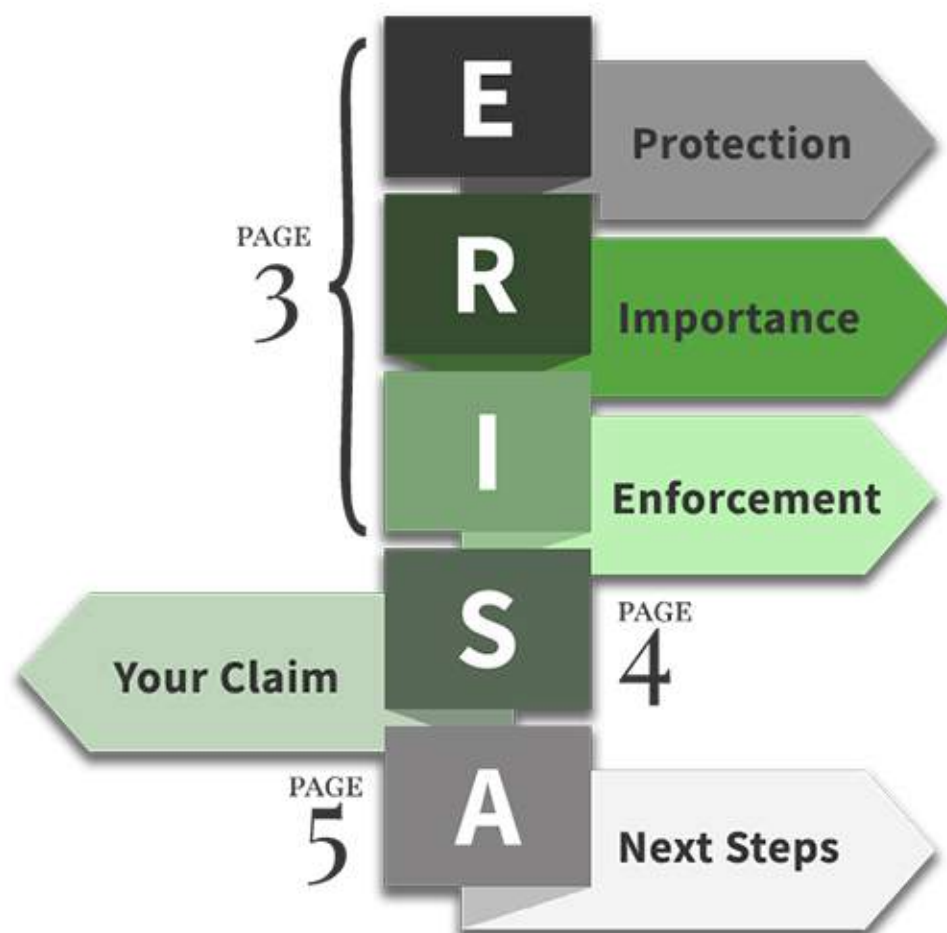 E
Protection
PAGE
3
R
Importance
I
Enforcement
S
Your Claim
PAGE
4
A
Next Steps
PAGE
5